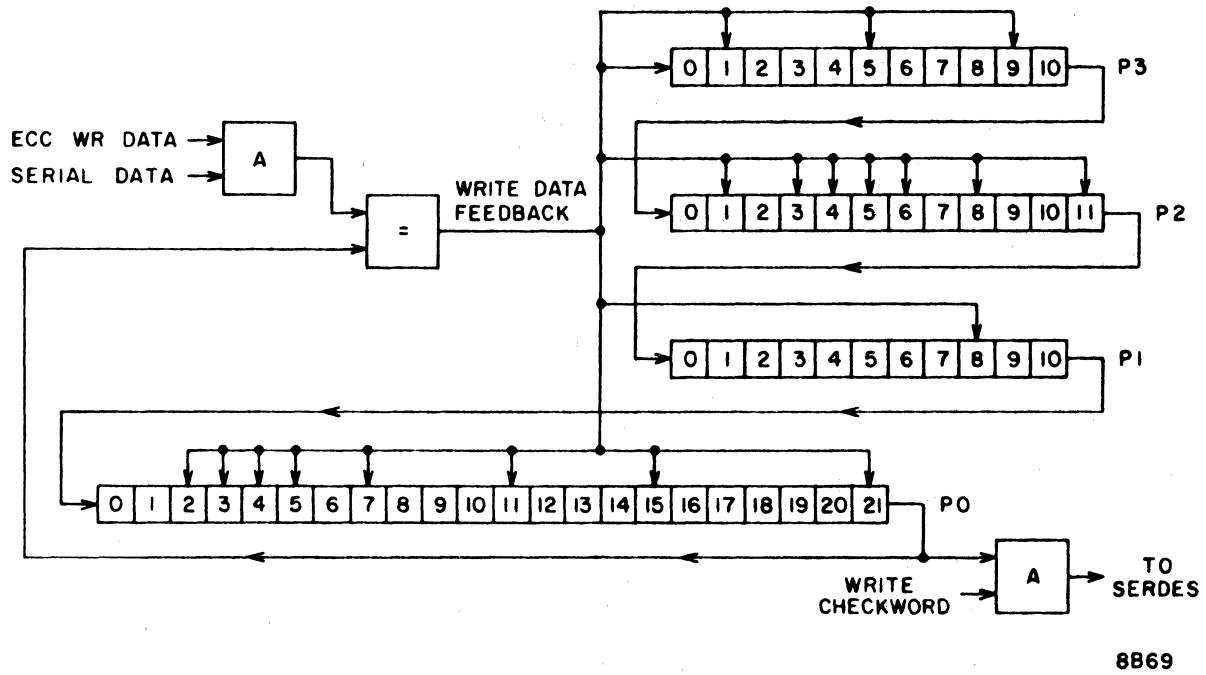 0 1 2 3 4 5 6 7 8 9 10 P3
ECC WR DATA
SERIAL DATA
A
=
WRITE DATA
FEEDBACK
0 1 2 3 4 5 6 7 8 9 10 11 P2
0 1 2 3 4 5 6 7 8 9 10 P1
0 1 2 3 4 5 6 7 8 9 10 11 12 13 14 15 16 17 18 19 20 21 P0
WRITE
CHECKWORD
A
TO
SERDES
8B69